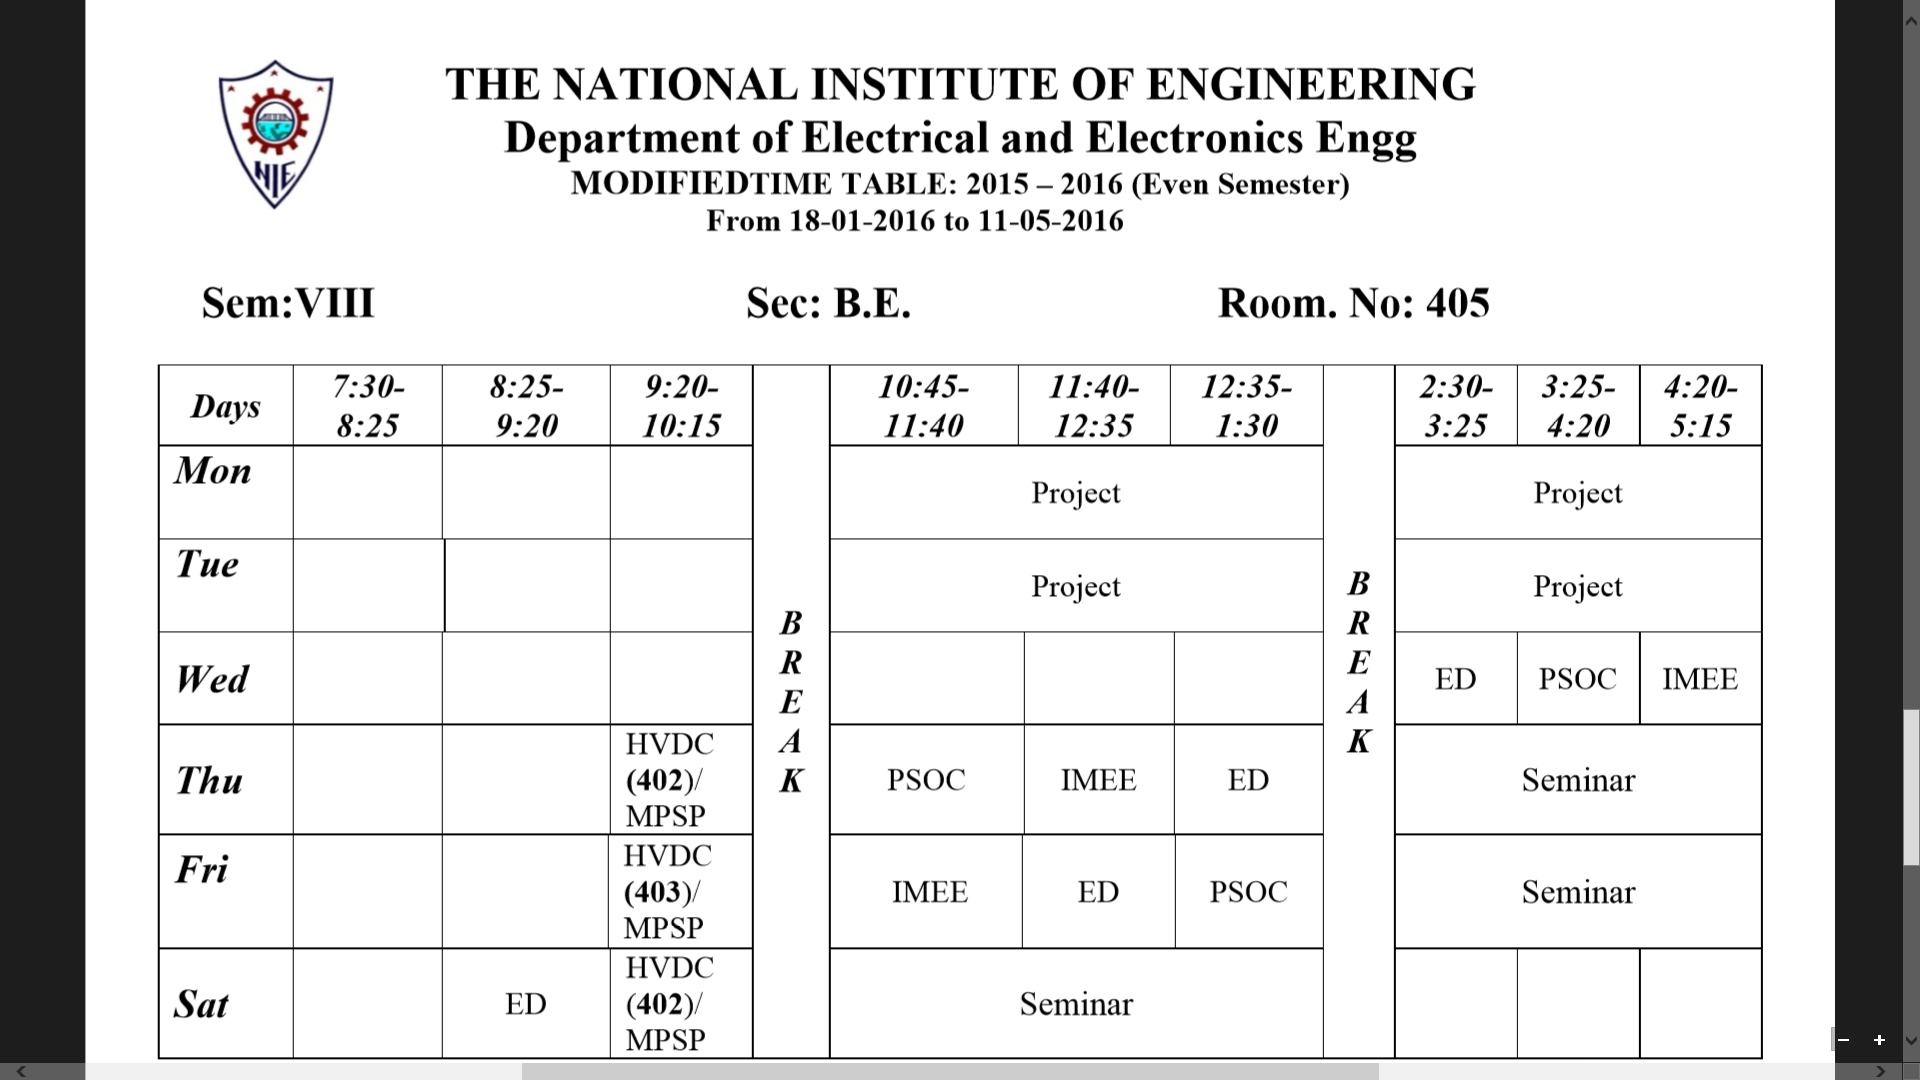 NIE
THE NATIONAL INSTITUTE OF ENGINEERING
Department of Electrical and Electronics Engg
MODIFIEDTIME TABLE: 2015 – 2016 (Even Semester)
From 18-01-2016 to 11-05-2016
Sem:VIII Sec: B.E. Room. No: 405
Days 7:30- 8:25- 9:20- 10:45- 11:40- 12:35- 2:30- 3:25- 4:20-
8:25 9:20 10:15 11:40 12:35 1:30 3:25 4:20 5:15
Mon Project Project
Tue Project Project
BREAK
BREAK
Wed ED PSOC IMEE
Thu HVDC (402)/ MPSP PSOC IMEE ED Seminar
Fri HVDC (403)/ MPSP IMEE ED PSOC Seminar
Sat ED HVDC (402)/ MPSP Seminar